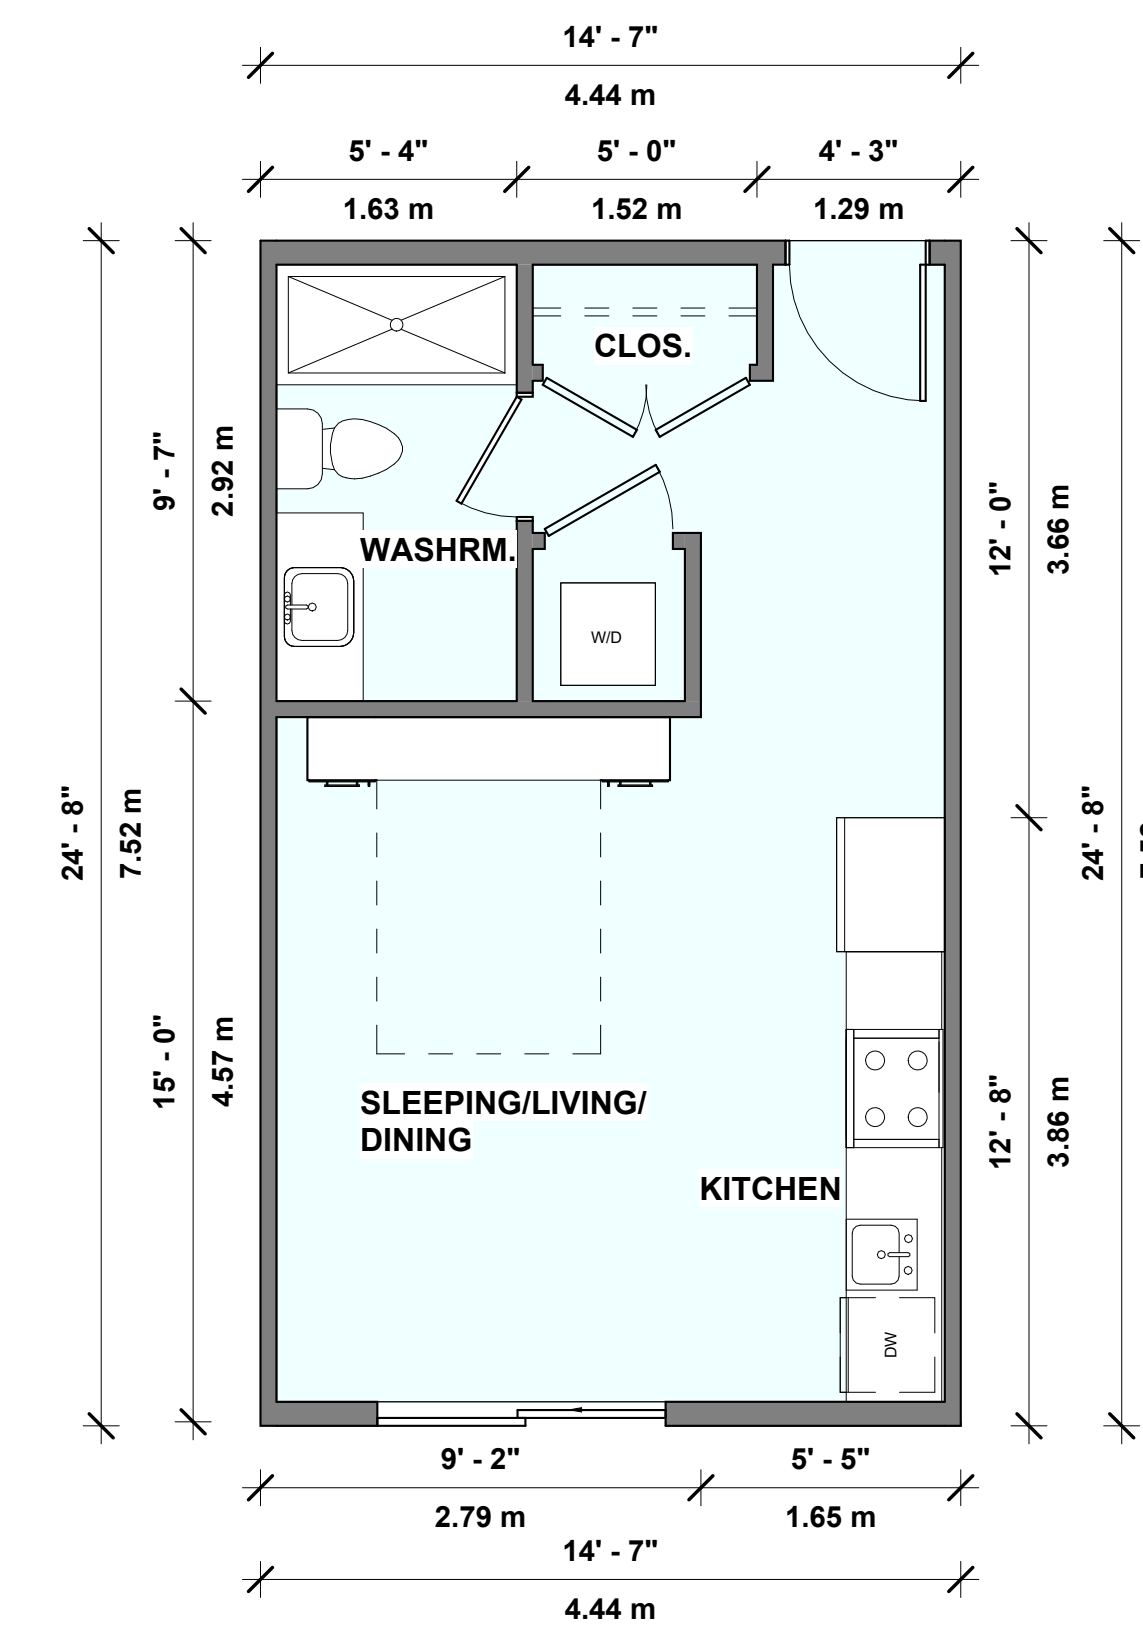 14' - 7"
4.44 m
5' - 4"
5' - 0"
4' - 3"
1.63 m
1.52 m
1.29 m
CLOS.
9' - 7"
2.92 m
12' - 0"
3.66 m
WASHRM.
W/D
24' - 8"
7.52 m
24' - 8"
15' - 0"
4.57 m
SLEEPING/LIVING/
DINING
12' - 8"
3.86 m
KITCHEN
DW
9' - 2"
5' - 5"
2.79 m
1.65 m
14' - 7"
4.44 m